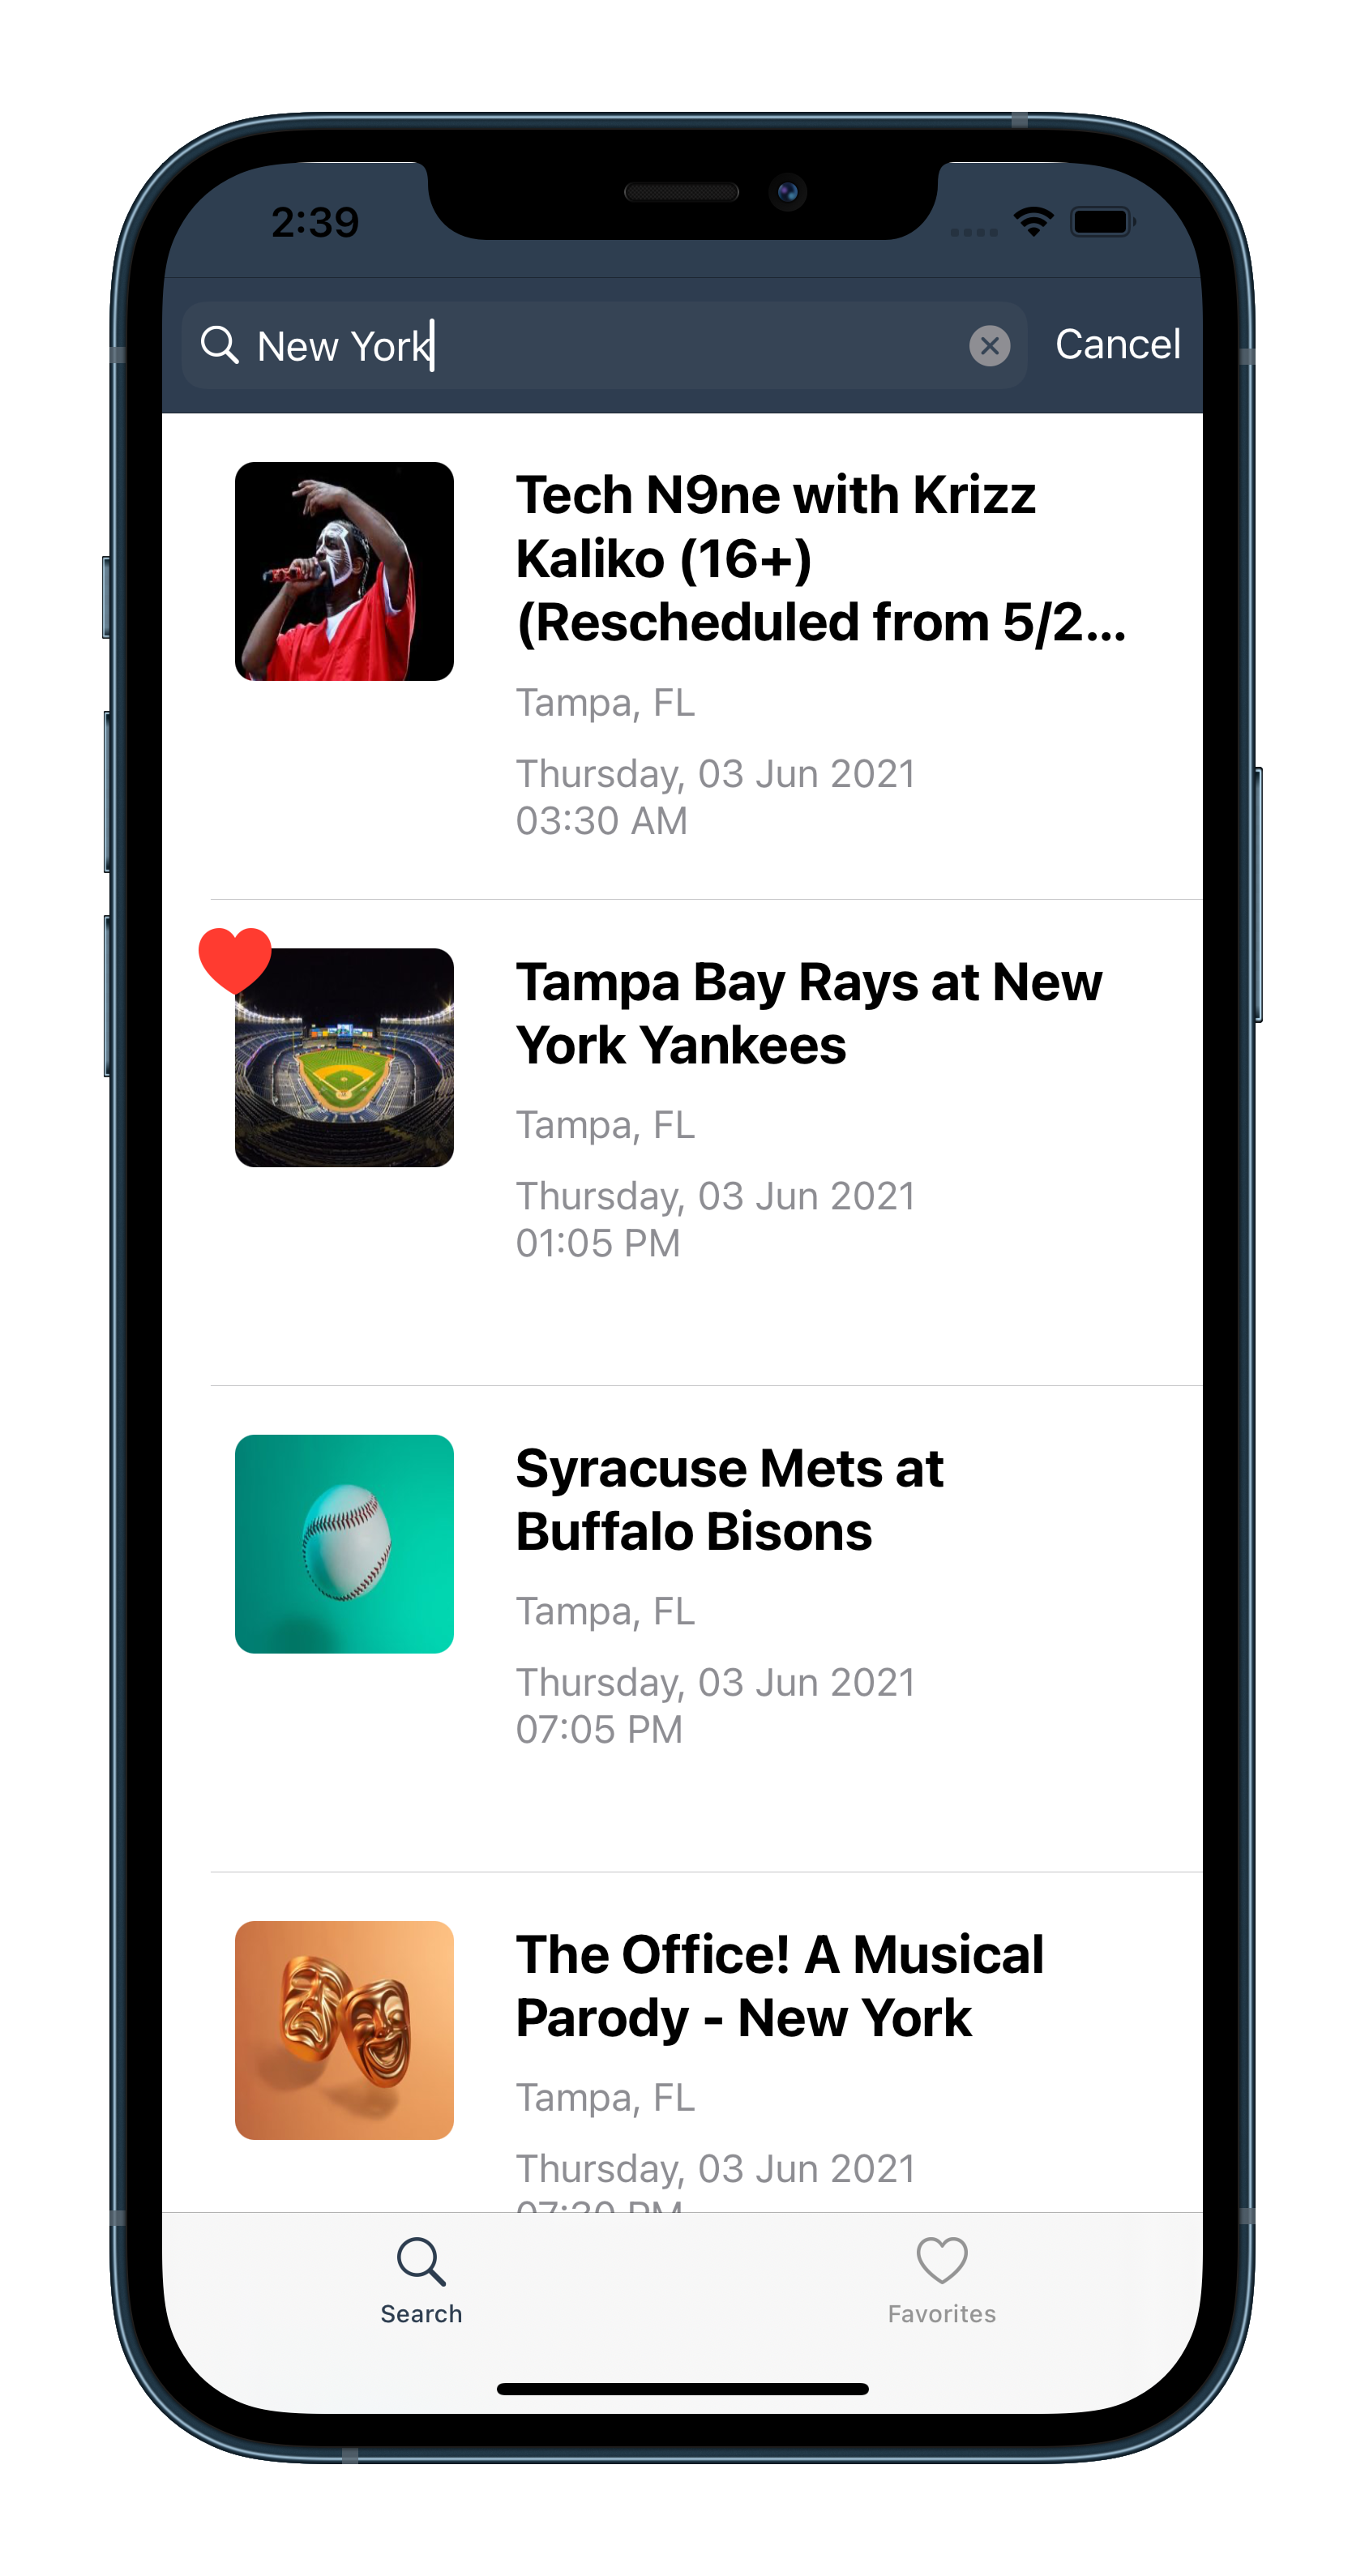 2:39
New York
Cancel
Tech N9ne with Krizz
Kaliko (16+)
(Rescheduled from 5/2...
Tampa, FL
Thursday, 03 Jun 2021
03:30 AM
Tampa Bay Rays at New
York Yankees
Tampa, FL
Thursday, 03 Jun 2021
01:05 PM
Syracuse Mets at
Buffalo Bisons
Tampa, FL
Thursday, 03 Jun 2021
07:05 PM
The Office! A Musical
Parody - New York
Tampa, FL
Thursday, 03 Jun 2021
07:30 PM
Search
Favorites